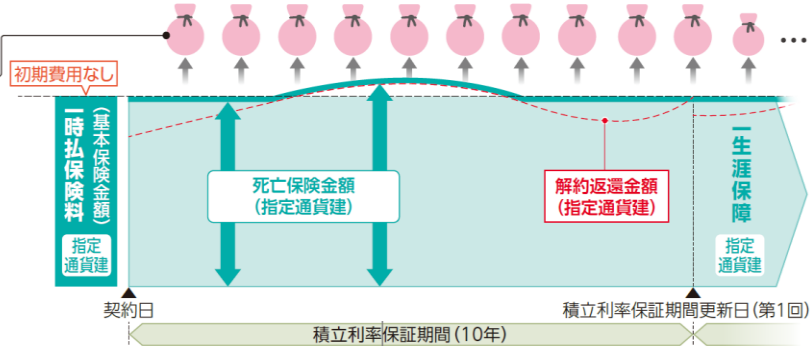 初期費用なし
一時払保険料
(基本保険金額)
指定
通貨建
死亡保険金額
(指定通貨建)
解約返還金額
(指定通貨建)
一生涯保障
指定
通貨建
…
契約日
積立利率保証期間更新日(第1回)
積立利率保証期間(10年)